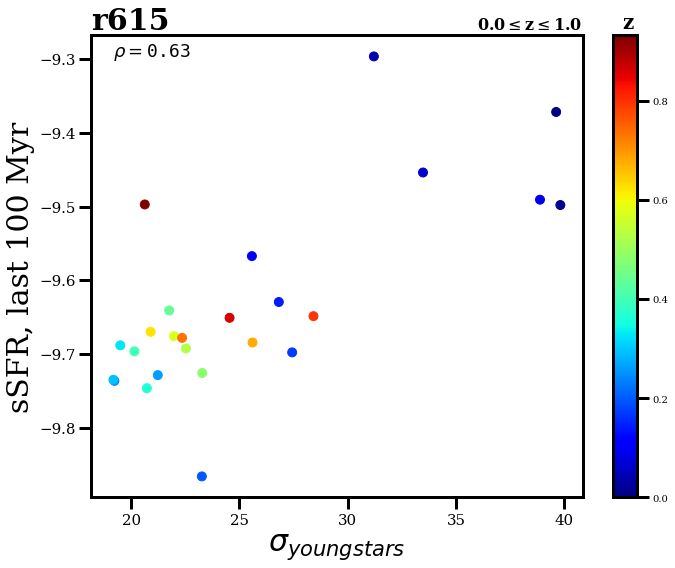 r615
0.0 ≤ z ≤ 1.0
z
ρ = 0.63
−9.3
−9.4
−9.5
−9.6
−9.7
−9.8
sSFR, last 100 Myr
20
25
30
35
40
σyoungstars
0.8
0.6
0.4
0.2
0.0